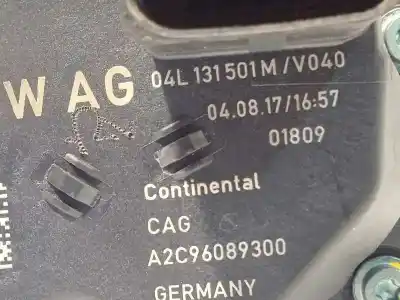 W AG 04L 131 501 M /V040
04.08.17/16:57
01809
Continental
CAG
A2C96089300
GERMANY